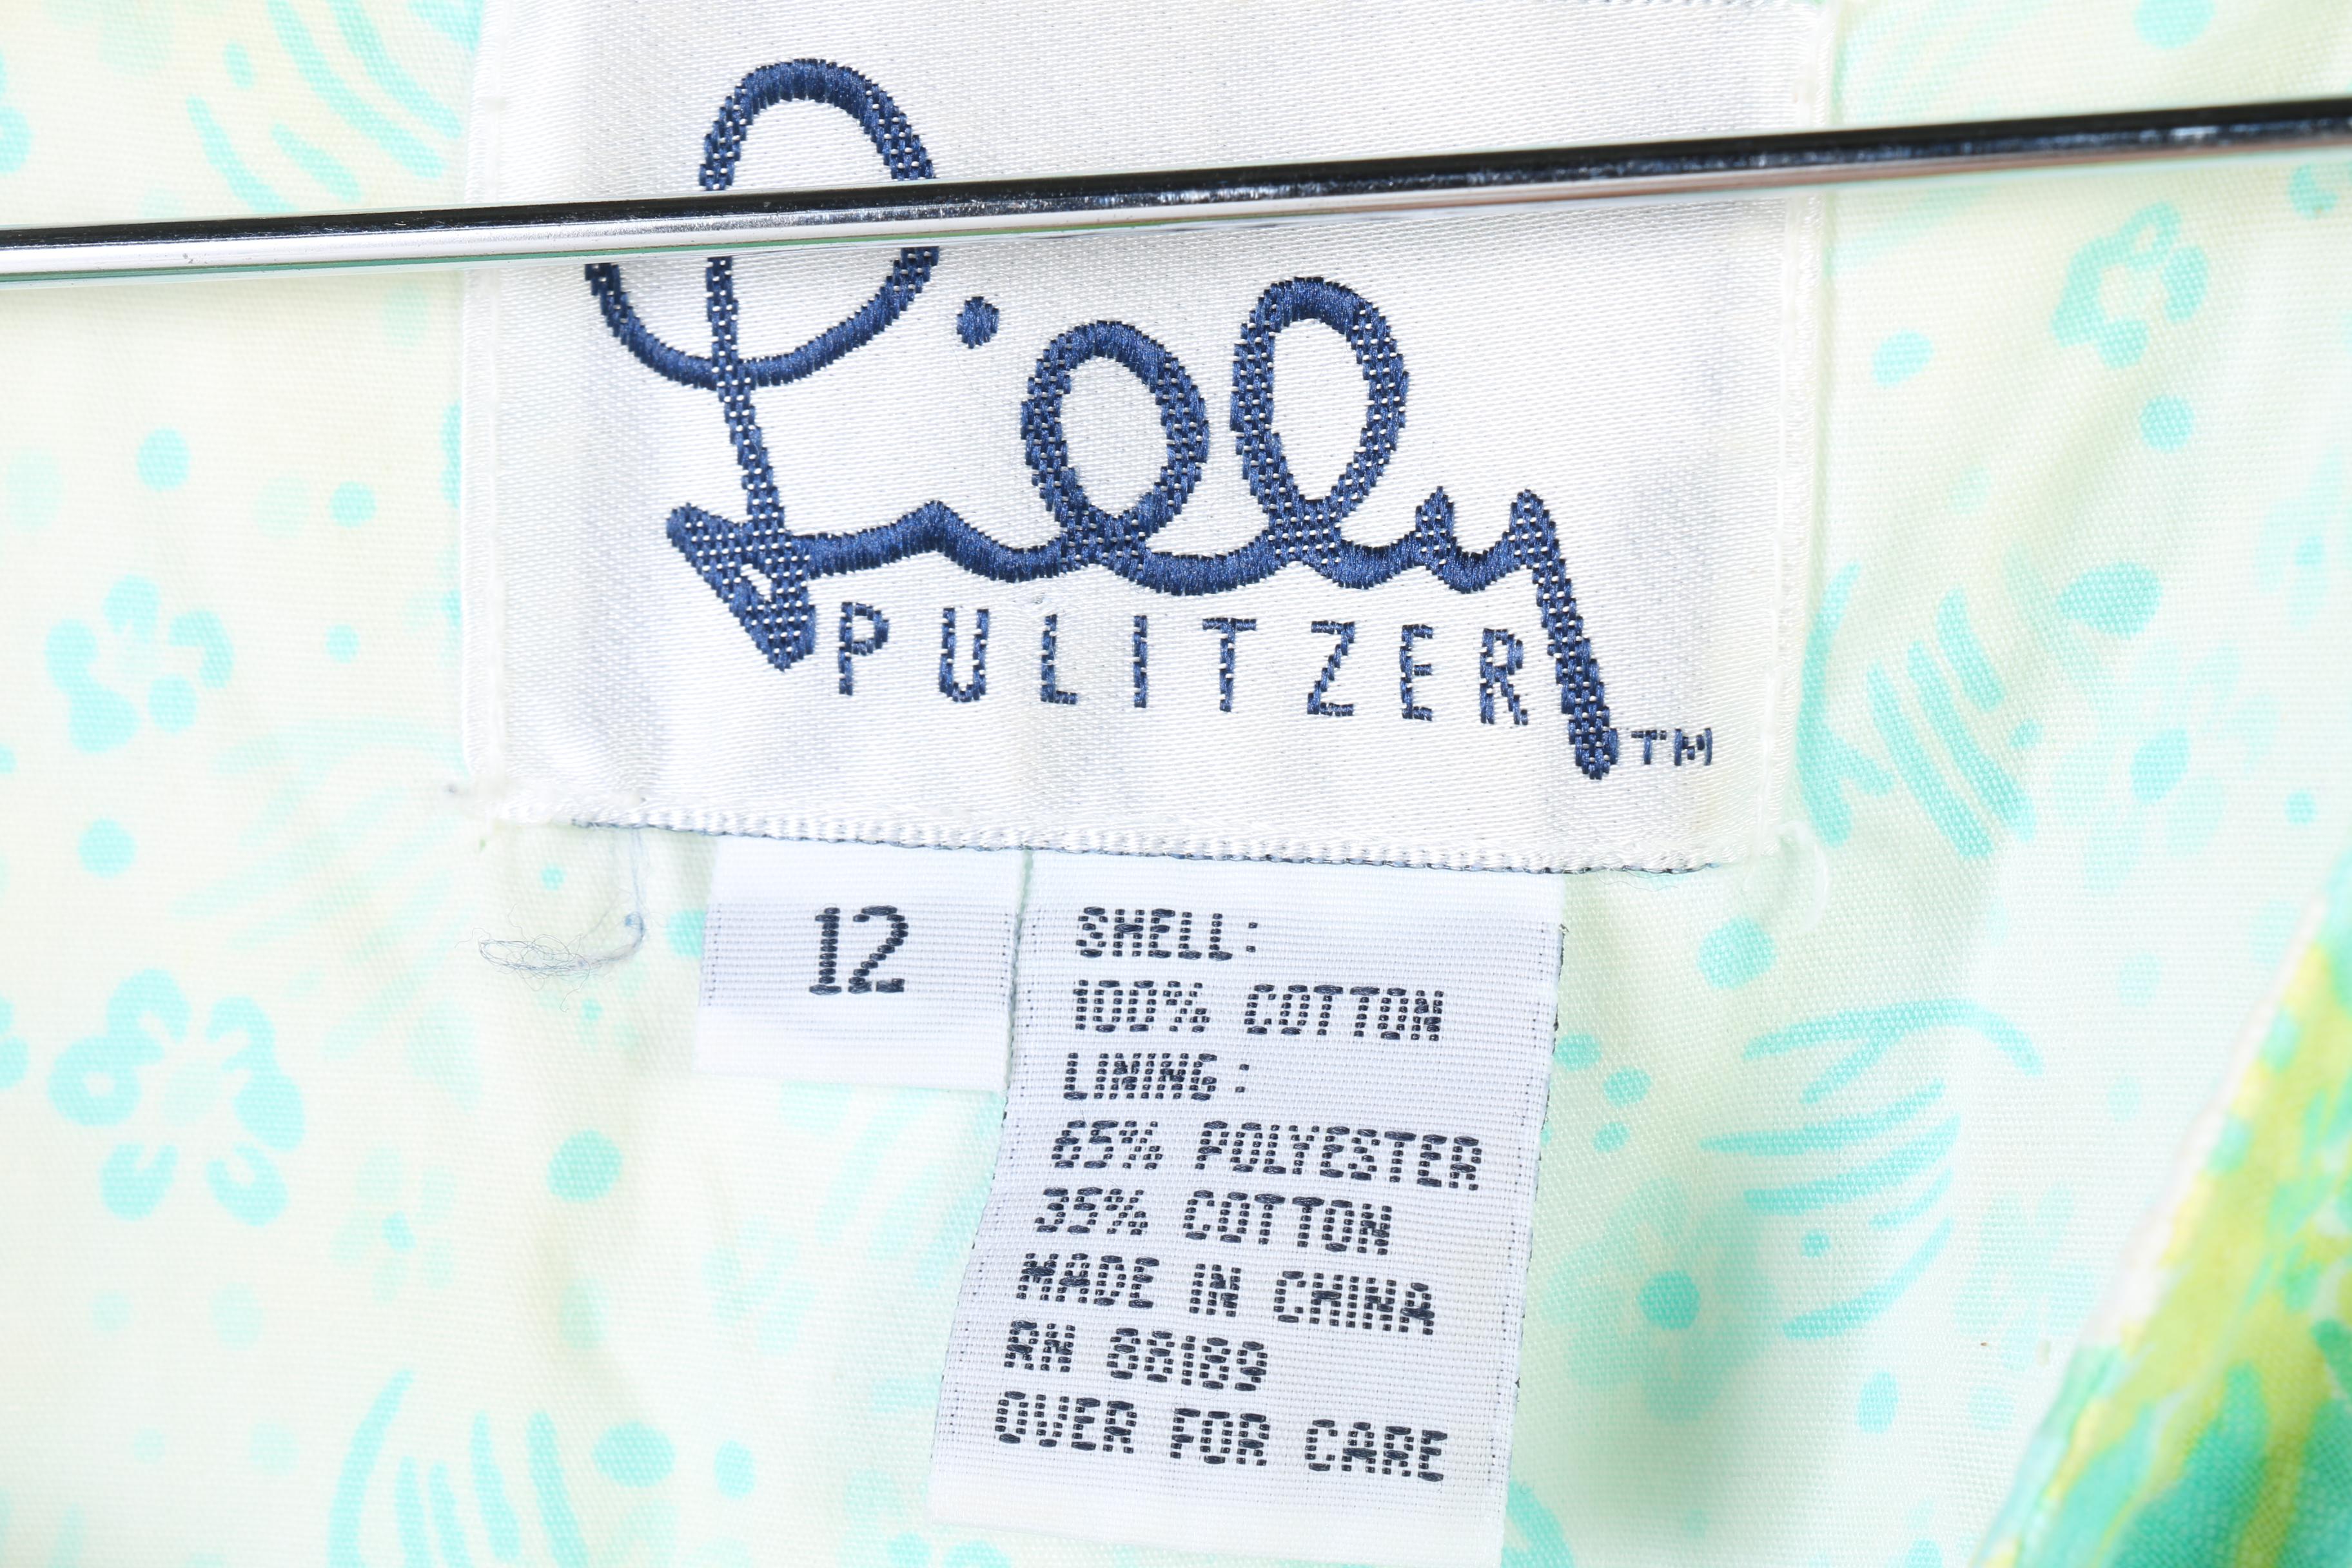 Lilly
PULITZER
TM
12
SHELL:
100% COTTON
LINING:
65% POLYESTER
35% COTTON
MADE IN CHINA
RN 88189
OVER FOR CARE